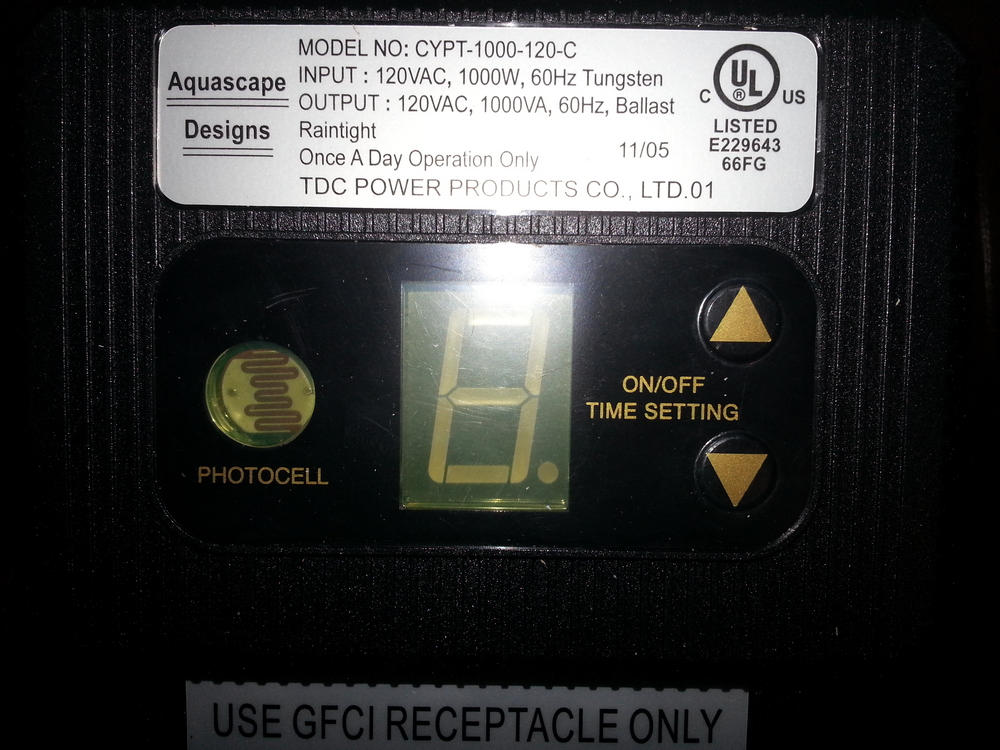 Aquascape
Designs
MODEL NO: CYPT-1000-120-C
INPUT : 120VAC, 1000W, 60Hz Tungsten
OUTPUT : 120VAC, 1000VA, 60Hz, Ballast
Raintight
Once A Day Operation Only 11/05
TDC POWER PRODUCTS CO., LTD.01
UL ®
C US
LISTED
E229643
66FG
PHOTOCELL
ON/OFF
TIME SETTING
USE GFCI RECEPTACLE ONLY